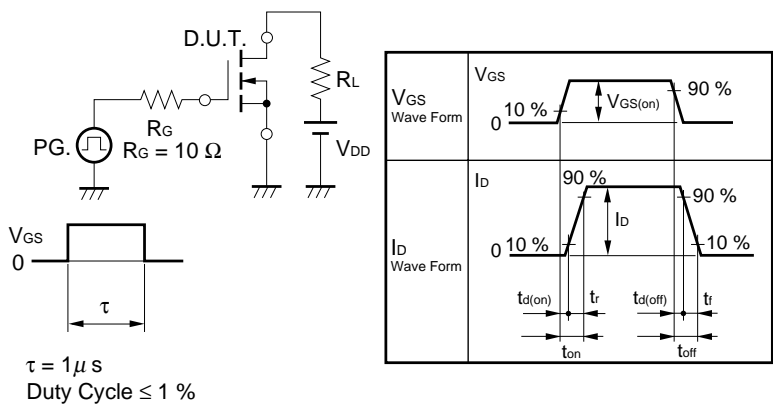 D.U.T.
RL
RG
PG.
RG = 10 Ω
VDD
VGS
0
τ
τ = 1μ s
Duty Cycle ≤ 1 %
VGS
Wave Form
VGS
10 %
0
VGS(on)
90 %
ID
Wave Form
ID
90 %
90 %
ID
0 10 %
10 %
td(on) tr td(off) tf
ton toff